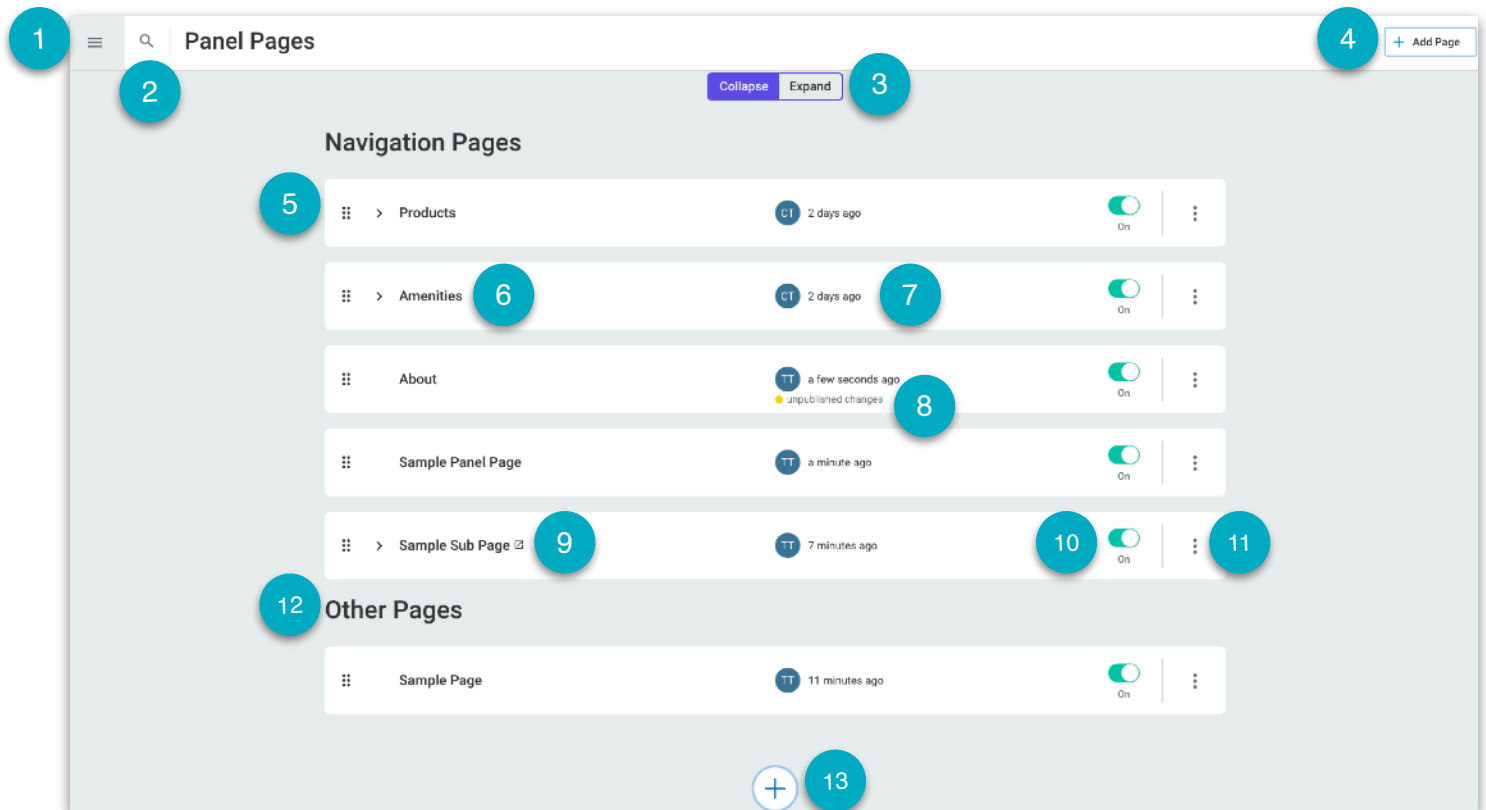 1
Panel Pages
4
+ Add Page
2
Collapse Expand
3
Navigation Pages
5
Products
CT 2 days ago
On
Amenities
6
CT 2 days ago
7
On
About
TT a few seconds ago
unpublished changes
8
On
Sample Panel Page
TT a minute ago
On
Sample Sub Page
9
TT 7 minutes ago
10
On
11
12
Other Pages
Sample Page
TT 11 minutes ago
On
13